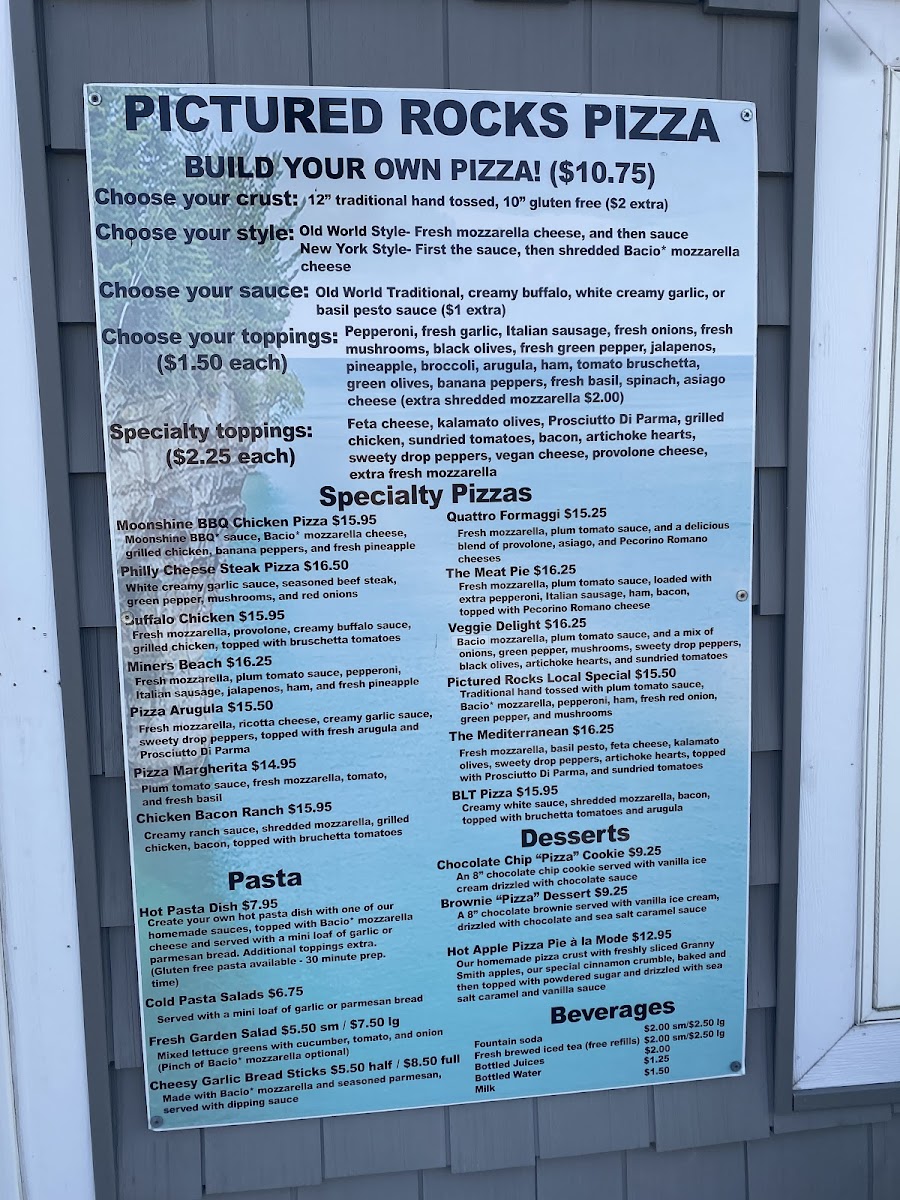 PICTURED ROCKS PIZZA
BUILD YOUR OWN PIZZA! ($10.75)
Choose your crust: 12” traditional hand tossed, 10” gluten free ($2 extra)
Choose your style: Old World Style- Fresh mozzarella cheese, and then sauce
New York Style- First the sauce, then shredded Bacio* mozzarella
cheese
Choose your sauce: Old World Traditional, creamy buffalo, white creamy garlic, or
basil pesto sauce ($1 extra)
Choose your toppings: Pepperoni, fresh garlic, Italian sausage, fresh onions, fresh
($1.50 each) mushrooms, black olives, fresh green pepper, jalapenos,
pineapple, broccoli, arugula, ham, tomato bruschetta,
green olives, banana peppers, fresh basil, spinach, asiago
cheese (extra shredded mozzarella $2.00)
Specialty toppings: Feta cheese, kalamato olives, Prosciutto Di Parma, grilled
($2.25 each) chicken, sundried tomatoes, bacon, artichoke hearts,
sweety drop peppers, vegan cheese, provolone cheese,
extra fresh mozzarella
Specialty Pizzas
Moonshine BBQ Chicken Pizza $15.95
Moonshine BBQ* sauce, Bacio* mozzarella cheese,
grilled chicken, banana peppers, and fresh pineapple
Philly Cheese Steak Pizza $16.50
White creamy garlic sauce, seasoned beef steak,
green pepper, mushrooms, and red onions
Buffalo Chicken $15.95
Fresh mozzarella, provolone, creamy buffalo sauce,
grilled chicken, topped with bruschetta tomatoes
Miners Beach $16.25
Fresh mozzarella, plum tomato sauce, pepperoni,
Italian sausage, jalapenos, ham, and fresh pineapple
Pizza Arugula $15.50
Fresh mozzarella, ricotta cheese, creamy garlic sauce,
sweety drop peppers, topped with fresh arugula and
Prosciutto Di Parma
Pizza Margherita $14.95
Plum tomato sauce, fresh mozzarella, tomato,
and fresh basil
Chicken Bacon Ranch $15.95
Creamy ranch sauce, shredded mozzarella, grilled
chicken, bacon, topped with bruchetta tomatoes
Quattro Formaggi $15.25
Fresh mozzarella, plum tomato sauce, and a delicious
blend of provolone, asiago, and Pecorino Romano
cheeses
The Meat Pie $16.25
Fresh mozzarella, plum tomato sauce, loaded with
extra pepperoni, Italian sausage, ham, bacon,
topped with Pecorino Romano cheese
Veggie Delight $16.25
Bacio mozzarella, plum tomato sauce, and a mix of
onions, green pepper, mushrooms, sweety drop peppers,
black olives, artichoke hearts, and sundried tomatoes
Pictured Rocks Local Special $15.50
Traditional hand tossed with plum tomato sauce,
Bacio* mozzarella, pepperoni, ham, fresh red onion,
green pepper, and mushrooms
The Mediterranean $16.25
Fresh mozzarella, basil pesto, feta cheese, kalamato
olives, sweety drop peppers, artichoke hearts, topped
with Prosciutto Di Parma, and sundried tomatoes
BLT Pizza $15.95
Creamy white sauce, shredded mozzarella, bacon,
topped with bruchetta tomatoes and arugula
Pasta
Hot Pasta Dish $7.95
Create your own hot pasta dish with one of our
homemade sauces, topped with Bacio* mozzarella
cheese and served with a mini loaf of garlic or
parmesan bread. Additional toppings extra.
(Gluten free pasta available - 30 minute prep.
time)
Cold Pasta Salads $6.75
Served with a mini loaf of garlic or parmesan bread
Fresh Garden Salad $5.50 sm / $7.50 lg
Mixed lettuce greens with cucumber, tomato, and onion
(Pinch of Bacio* mozzarella optional)
Cheesy Garlic Bread Sticks $5.50 half / $8.50 full
Made with Bacio* mozzarella and seasoned parmesan,
served with dipping sauce
Desserts
Chocolate Chip “Pizza” Cookie $9.25
An 8” chocolate chip cookie served with vanilla ice
cream drizzled with chocolate sauce
Brownie “Pizza” Dessert $9.25
A 8” chocolate brownie served with vanilla ice cream,
drizzled with chocolate and sea salt caramel sauce
Hot Apple Pizza Pie à la Mode $12.95
Our homemade pizza crust with freshly sliced Granny
Smith apples, our special cinnamon crumble, baked and
then topped with powdered sugar and drizzled with sea
salt caramel and vanilla sauce
Beverages
Fountain soda $2.00 sm/$2.50 lg
Fresh brewed iced tea (free refills) $2.00 sm/$2.50 lg
Bottled Juices $2.00
Bottled Water $1.25
Milk $1.50